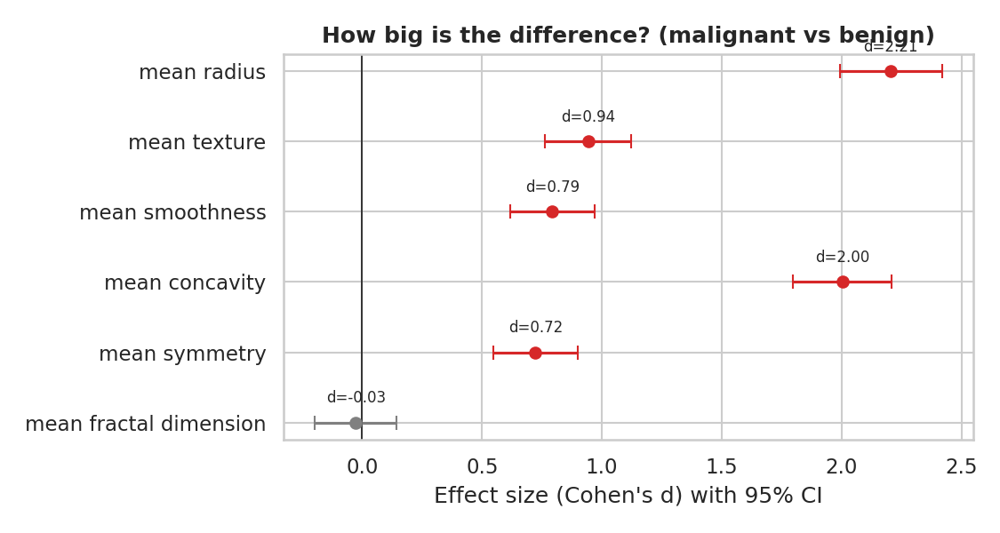 How big is the difference? (malignant vs benign)
d=2.21
mean radius
d=0.94
mean texture
d=0.79
mean smoothness
d=2.00
mean concavity
d=0.72
mean symmetry
d=-0.03
mean fractal dimension
0.0 0.5 1.0 1.5 2.0 2.5
Effect size (Cohen's d) with 95% CI